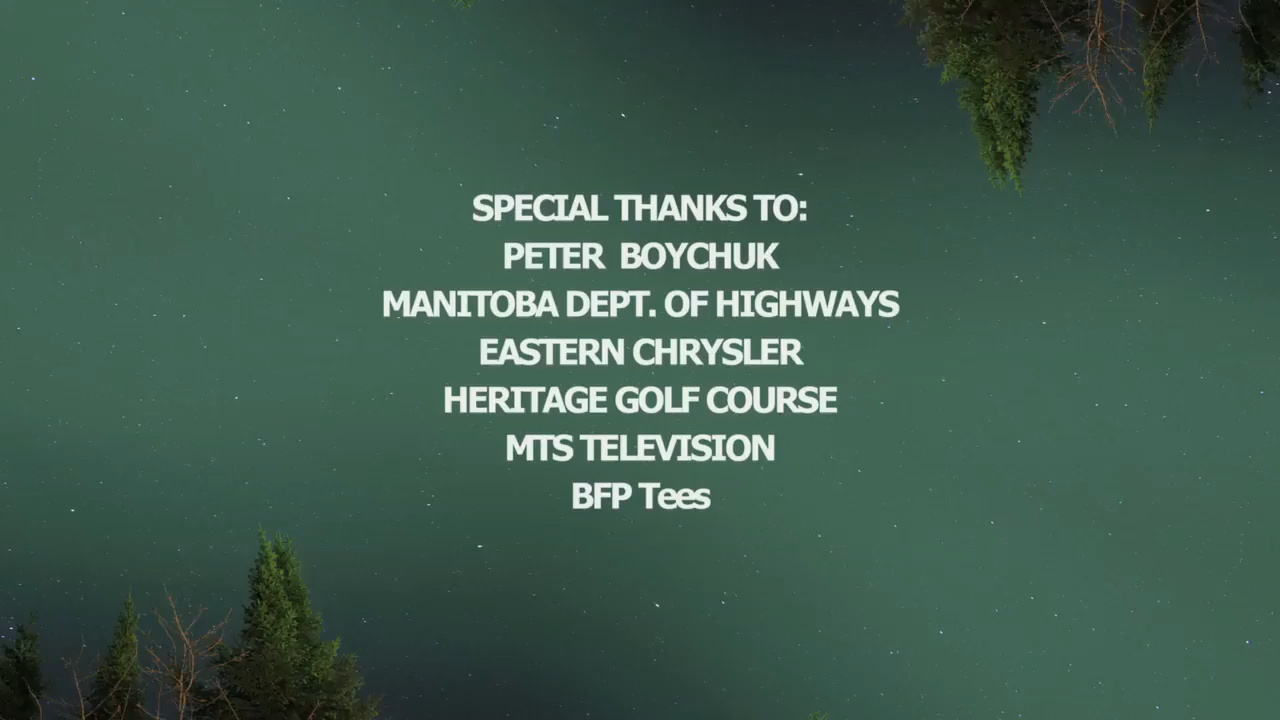 SPECIAL THANKS TO:
PETER  BOYCHUK
MANITOBA DEPT. OF HIGHWAYS
EASTERN CHRYSLER
HERITAGE GOLF COURSE
MTS TELEVISION
BFP Tees